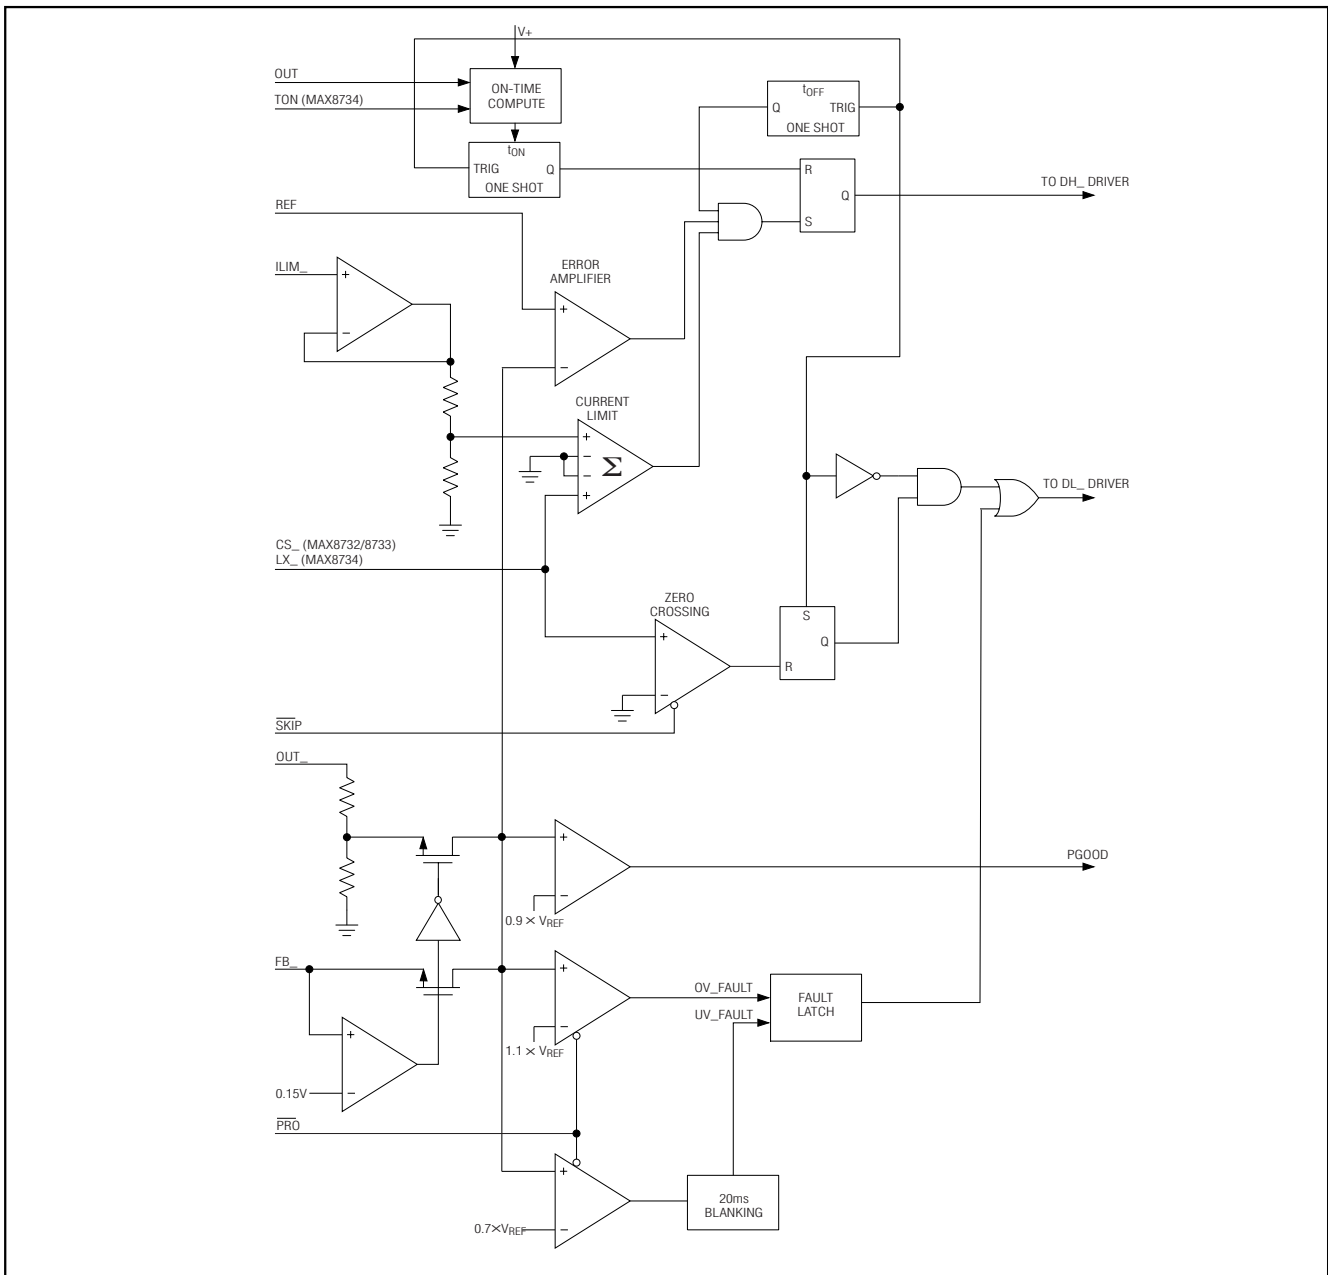 V+
OUT
TON (MAX8734)
ON-TIME
COMPUTE
tOFF
Q TRIG
ONE SHOT
tON
TRIG Q
ONE SHOT
R
Q
S
TO DH_ DRIVER
REF
ILIM_
+
−
ERROR
AMPLIFIER
+
−
CURRENT
LIMIT
+
−
Σ
−
+
TO DL_ DRIVER
CS_ (MAX8732/8733)
LX_ (MAX8734)
ZERO
CROSSING
+
−
S
Q
R
SKIP
OUT_
+
−
0.9 × VREF
PGOOD
FB_
+
−
0.15V
+
−
1.1 × VREF
OV_FAULT
UV_FAULT
FAULT
LATCH
PRO
+
−
0.7×VREF
20ms
BLANKING